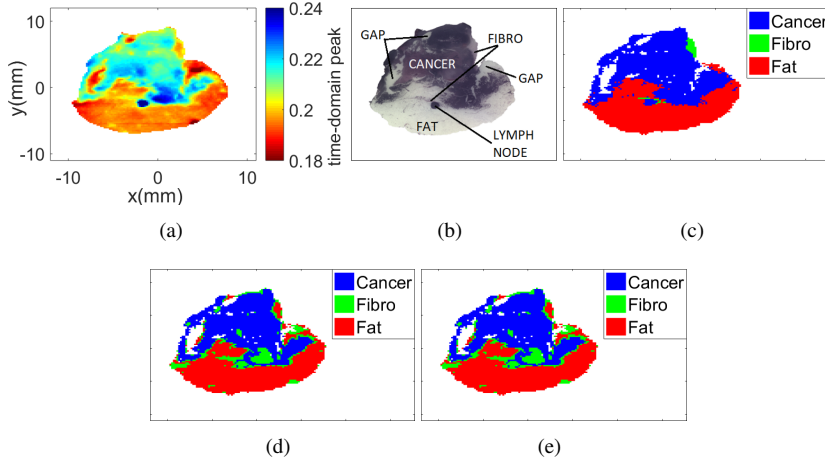 10
0
-10
y(mm)
-10
0
10
x(mm)
0.24
0.22
0.2
0.18
time-domain peak
(a)
GAP
FIBRO
CANCER
GAP
FAT
LYMPH
NODE
(b)
Cancer
Fibro
Fat
(c)
Cancer
Fibro
Fat
(d)
Cancer
Fibro
Fat
(e)